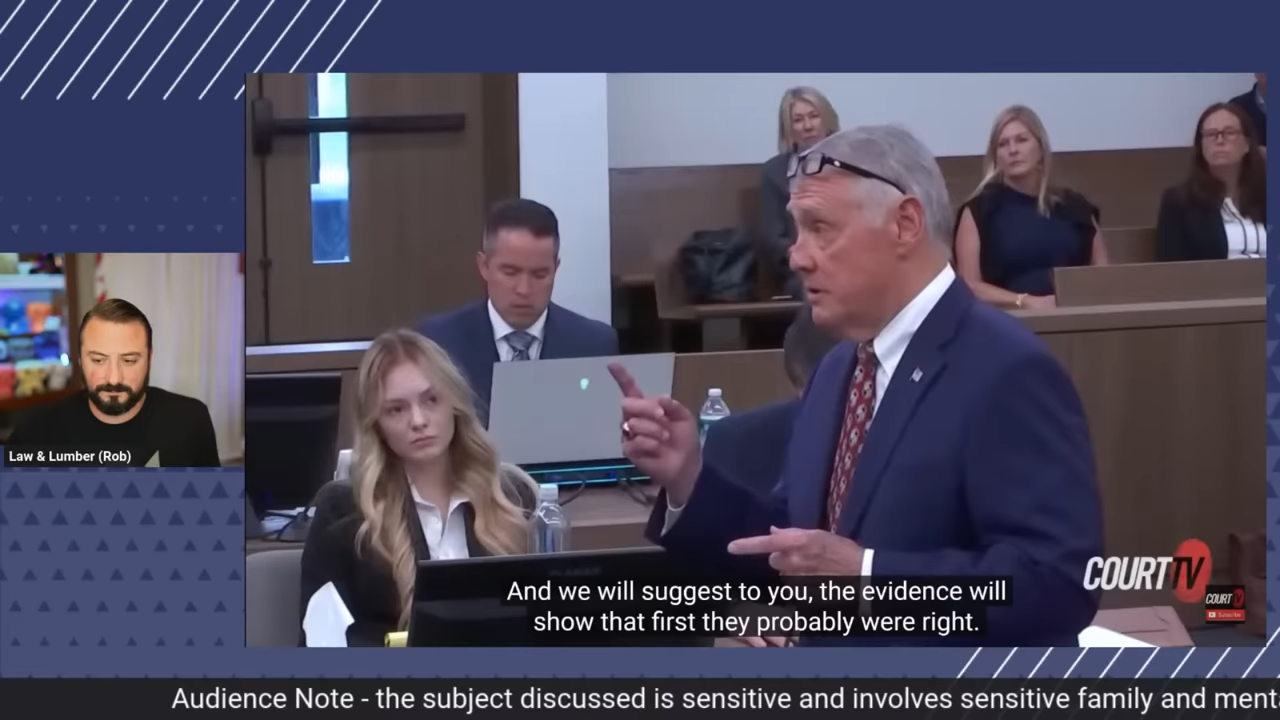 Law & Lumber (Rob)
COURT TV
COURT TV
Subscribe
And we will suggest to you, the evidence will
show that first they probably were right.
Audience Note - the subject discussed is sensitive and involves sensitive family and ment